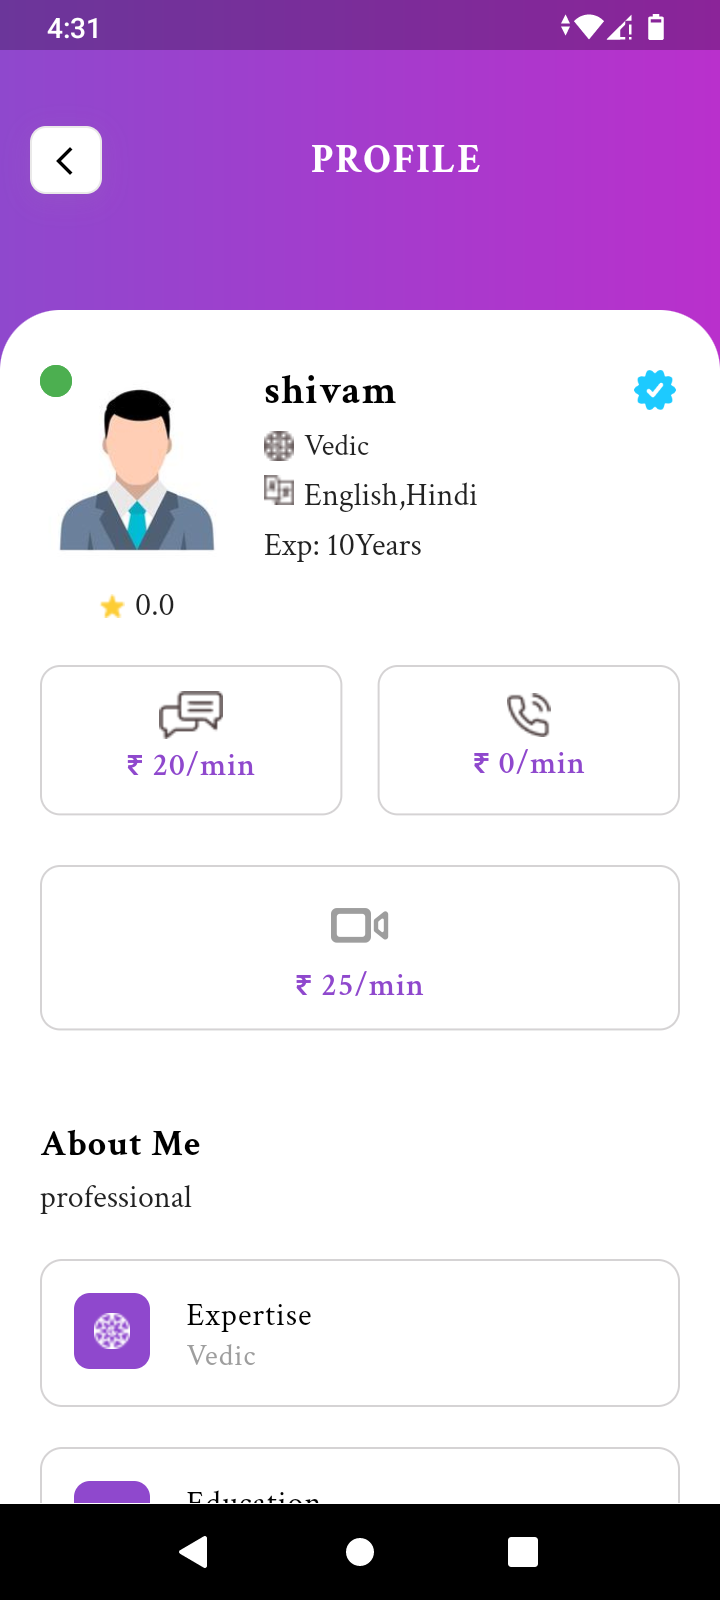 4:31
PROFILE
shivam
Vedic
English,Hindi
Exp: 10Years
0.0
₹ 20/min
₹ 0/min
₹ 25/min
About Me
professional
Expertise
Vedic
Education